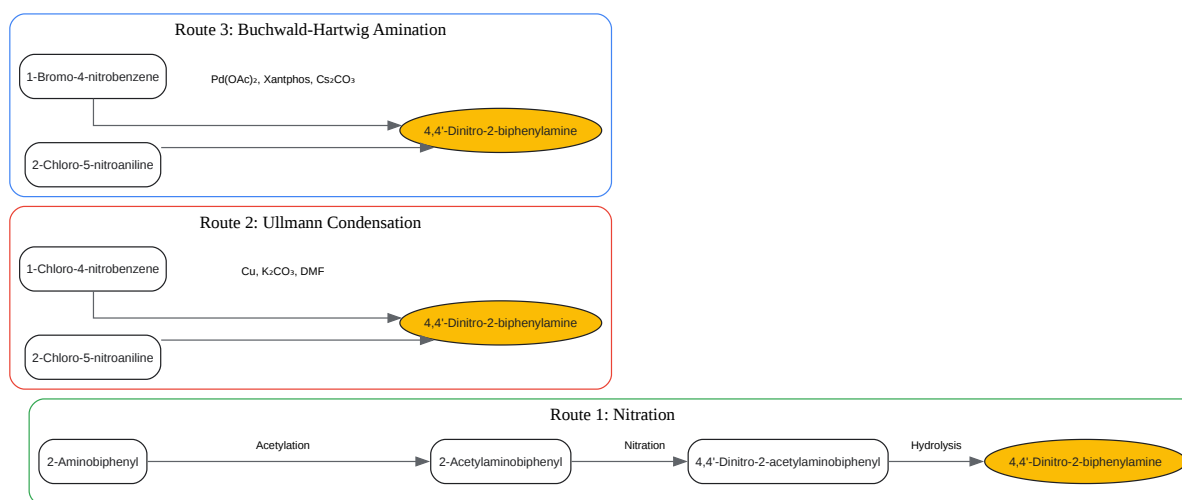 Route 3: Buchwald-Hartwig Amination
1-Bromo-4-nitrobenzene
Pd(OAc)₂, Xantphos, Cs₂CO₃
4,4'-Dinitro-2-biphenylamine
2-Chloro-5-nitroaniline
Route 2: Ullmann Condensation
1-Chloro-4-nitrobenzene
Cu, K₂CO₃, DMF
4,4'-Dinitro-2-biphenylamine
2-Chloro-5-nitroaniline
Route 1: Nitration
2-Aminobiphenyl
Acetylation
2-Acetylaminobiphenyl
Nitration
4,4'-Dinitro-2-acetylaminobiphenyl
Hydrolysis
4,4'-Dinitro-2-biphenylamine